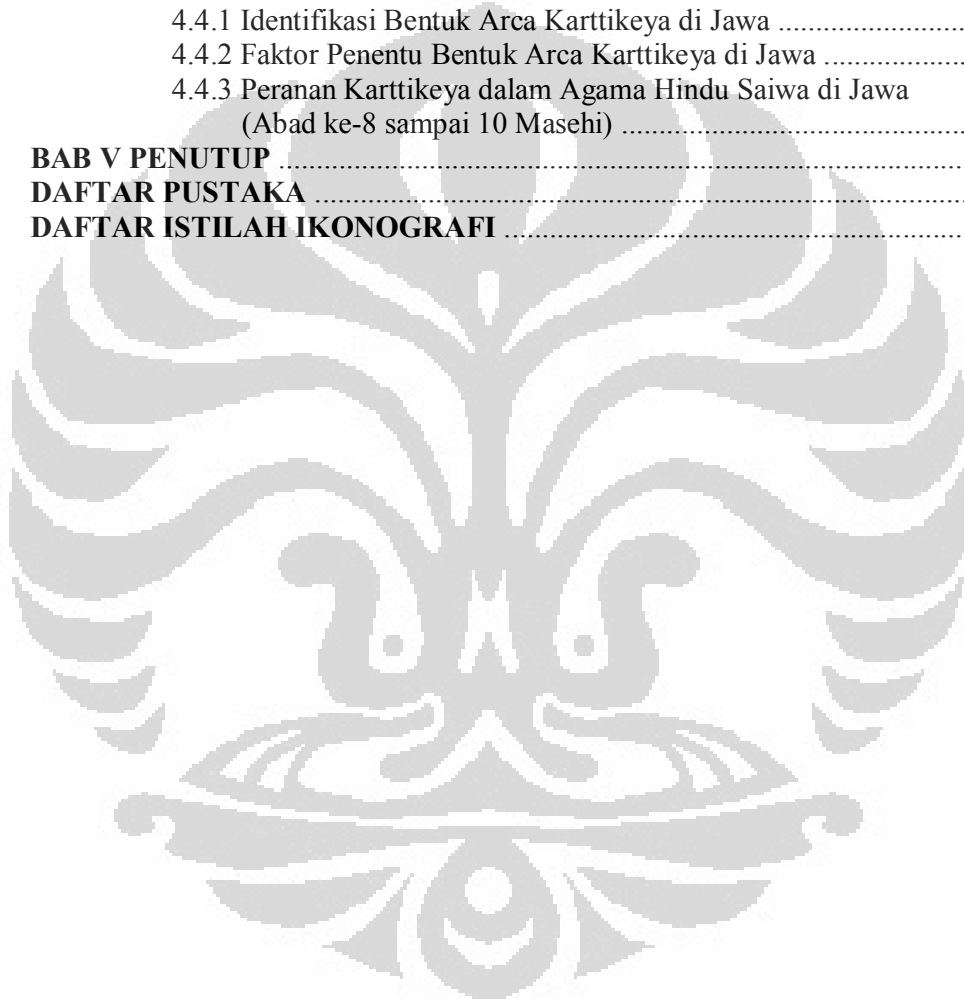 4.4.1 Identifikasi Bentuk Arca Karttikeya di Jawa ......................
4.4.2 Faktor Penentu Bentuk Arca Karttikeya di Jawa ................
4.4.3 Peranan Karttikeya dalam Agama Hindu Saiwa di Jawa
(Abad ke-8 sampai 10 Masehi) ..........................................
BAB V PENUTUP ..................................................................................
DAFTAR PUSTAKA ..............................................................................
DAFTAR ISTILAH IKONOGRAFI .......................................................